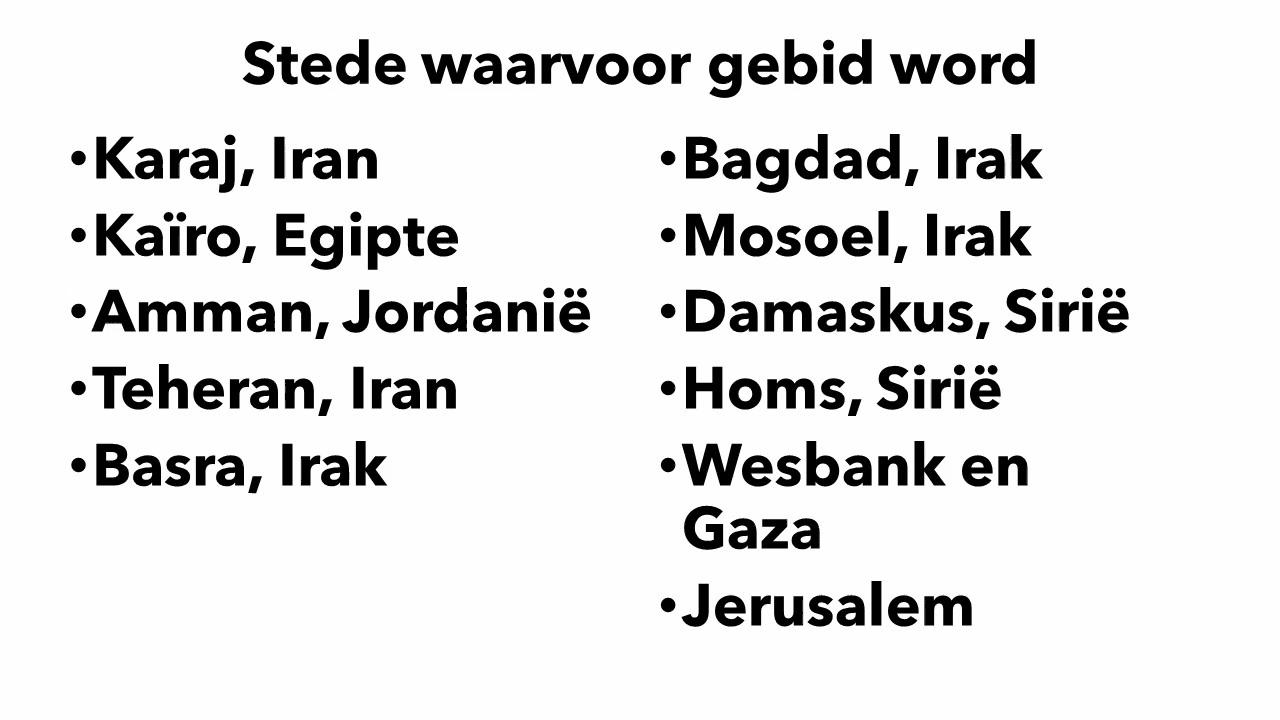 Stede waarvoor gebid word
•Karaj, Iran
•Kaïro, Egipte
•Amman, Jordanië
•Teheran, Iran
•Basra, Irak
•Bagdad, Irak
•Mosoel, Irak
•Damaskus, Sirië
•Homs, Sirië
•Wesbank en
Gaza
•Jerusalem